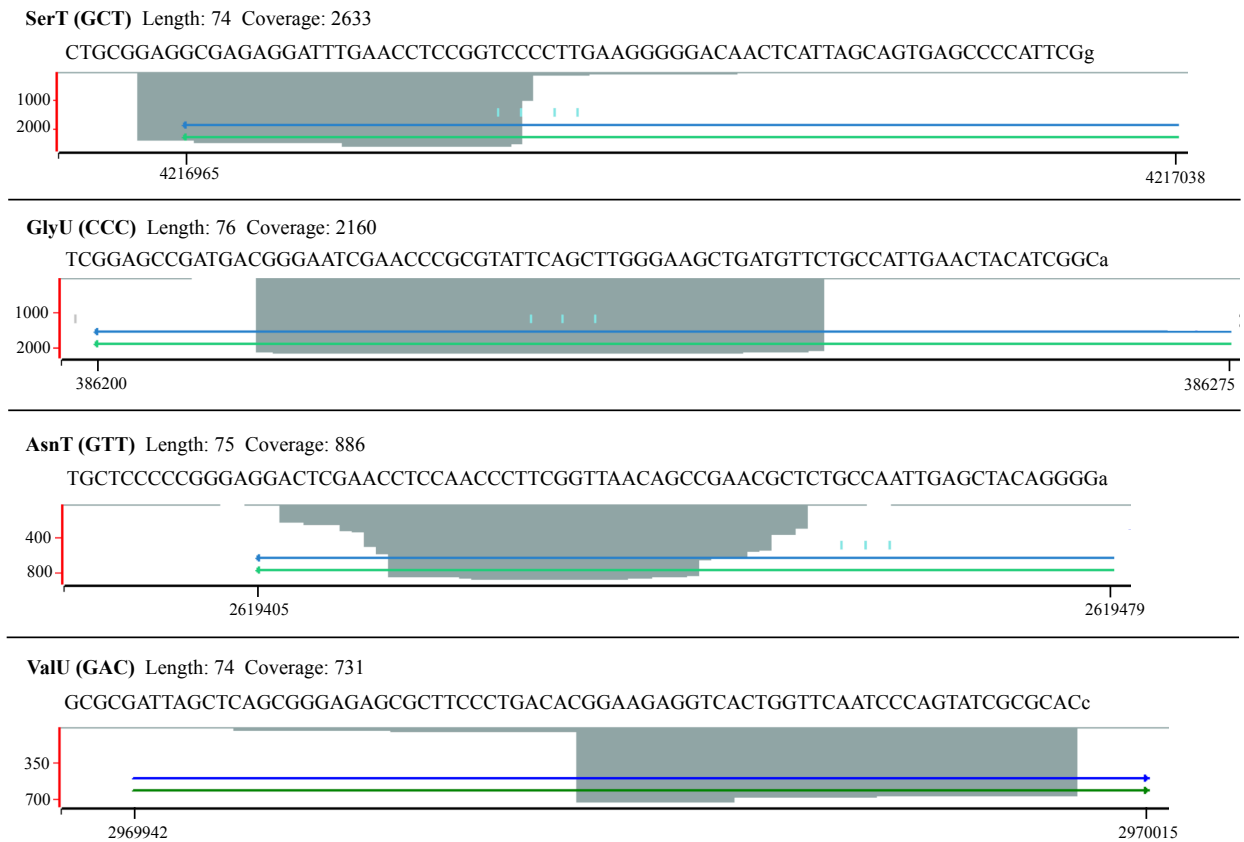 SerT (GCT) Length: 74 Coverage: 2633
CTGCGGAGGCGAGAGGATTTGAACCTCCGGTCCCCTTGAAGGGGGACAACTCATTAGCAGTGAGCCCCATTCGg
1000
2000
4216965
4217038
GlyU (CCC) Length: 76 Coverage: 2160
TCGGAGCCGATGACGGGAATCGAACCCGCGTATTCAGCTTGGGAAGCTGATGTTCTGCCATTGAACTACATCGGCa
1000
2000
386200
386275
AsnT (GTT) Length: 75 Coverage: 886
TGCTCCCCCGGGAGGACTCGAACCTCCAACCCTTCGGTTAACAGCCGAACGCTCTGCCAATTGAGCTACAGGGGa
400
800
2619405
2619479
ValU (GAC) Length: 74 Coverage: 731
GCGCGATTAGCTCAGCGGGAGAGCGCTTCCCTGACACGGAAGAGGTCACTGGTTCAATCCCAGTATCGCGCACc
350
700
2969942
2970015